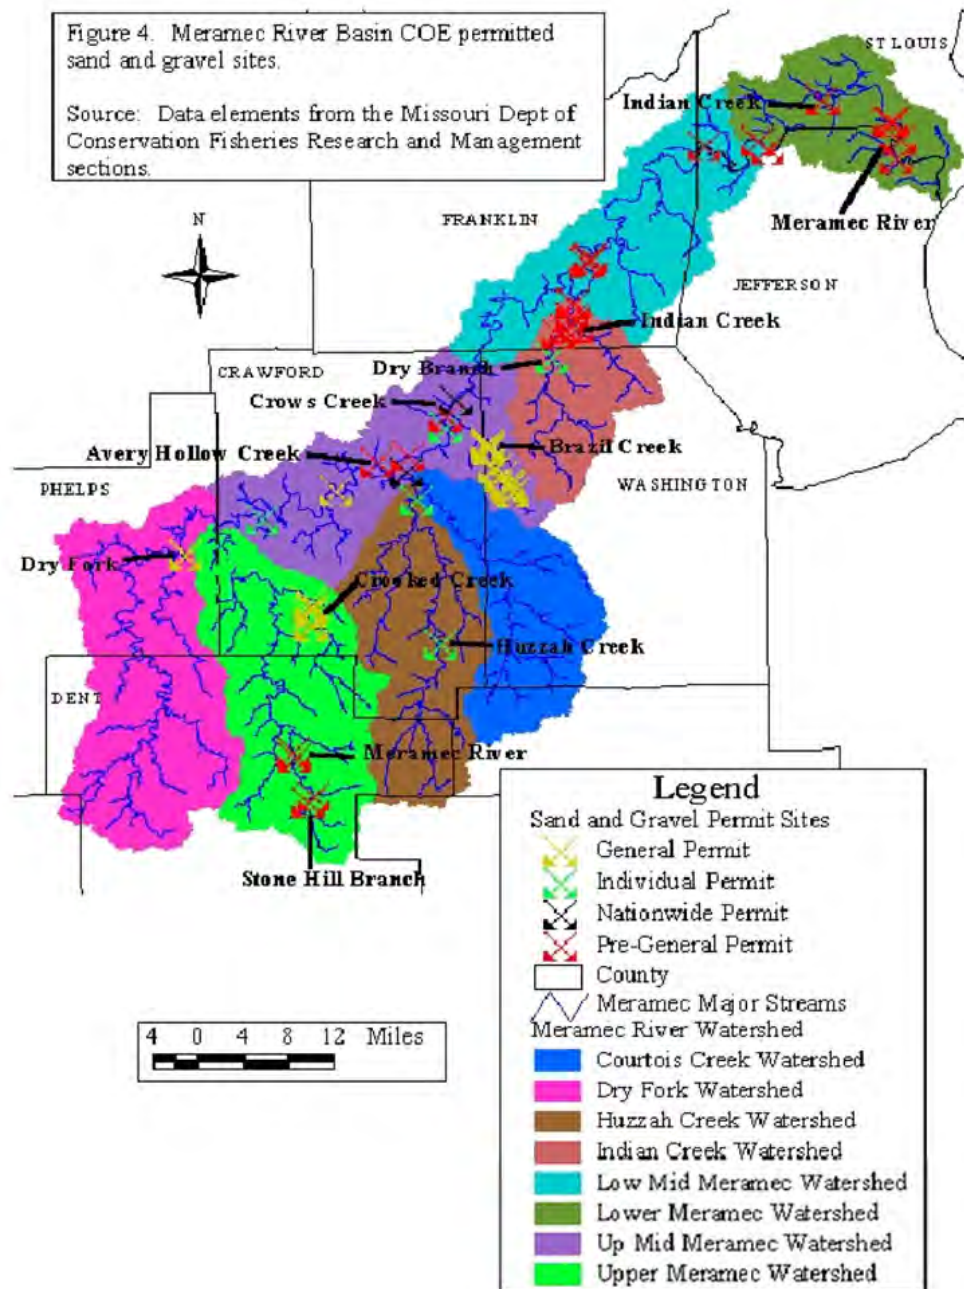 Figure 4. Meramec River Basin COE permitted
sand and gravel sites.
Source: Data elements from the Missouri Dept of
Conservation Fisheries Research and Management
sections.
ST LOUIS
Indian Creek
N
FRANKLIN
Meramec River
JEFFERSON
Indian Creek
Dry Branch
CRAWFORD
Crows Creek
Brazil Creek
Avery Hollow Creek
WASHINGTON
PHELPS
Dry Fork
Crooked Creek
Huzzah Creek
DENT
Meramec River
Stone Hill Branch
Legend
Sand and Gravel Permit Sites
General Permit
Individual Permit
Nationwide Permit
Pre-General Permit
County
Meramec Major Streams
Meramec River Watershed
Courtois Creek Watershed
Dry Fork Watershed
Huzzah Creek Watershed
Indian Creek Watershed
Low Mid Meramec Watershed
Lower Meramec Watershed
Up Mid Meramec Watershed
Upper Meramec Watershed
4 0 4 8 12 Miles